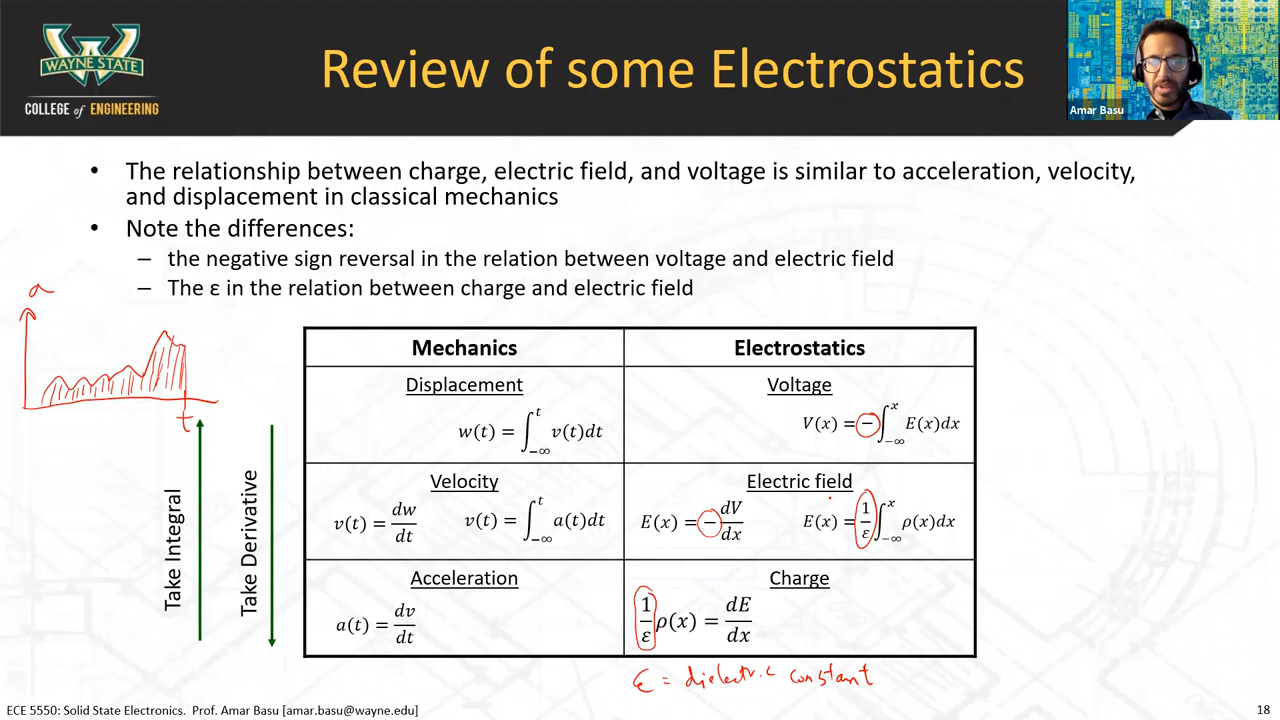 WAYNE STATE
COLLEGE of ENGINEERING
Review of some Electrostatics
Amar Basu
• The relationship between charge, electric field, and voltage is similar to acceleration, velocity,
and displacement in classical mechanics
• Note the differences:
– the negative sign reversal in the relation between voltage and electric field
– The ε in the relation between charge and electric field
a
t
Take Integral
Take Derivative
Mechanics Electrostatics
Displacement Voltage
w(t) = ∫_{-∞}^{t} v(t)dt V(x) = − ∫_{-∞}^{x} E(x)dx
Velocity Electric field
v(t) = dw/dt v(t) = ∫_{-∞}^{t} a(t)dt E(x) = − dV/dx E(x) = 1/ε ∫_{-∞}^{x} ρ(x)dx
Acceleration Charge
a(t) = dv/dt 1/ε ρ(x) = dE/dx
ε = dielectric constant
ECE 5550: Solid State Electronics. Prof. Amar Basu [amar.basu@wayne.edu] 18